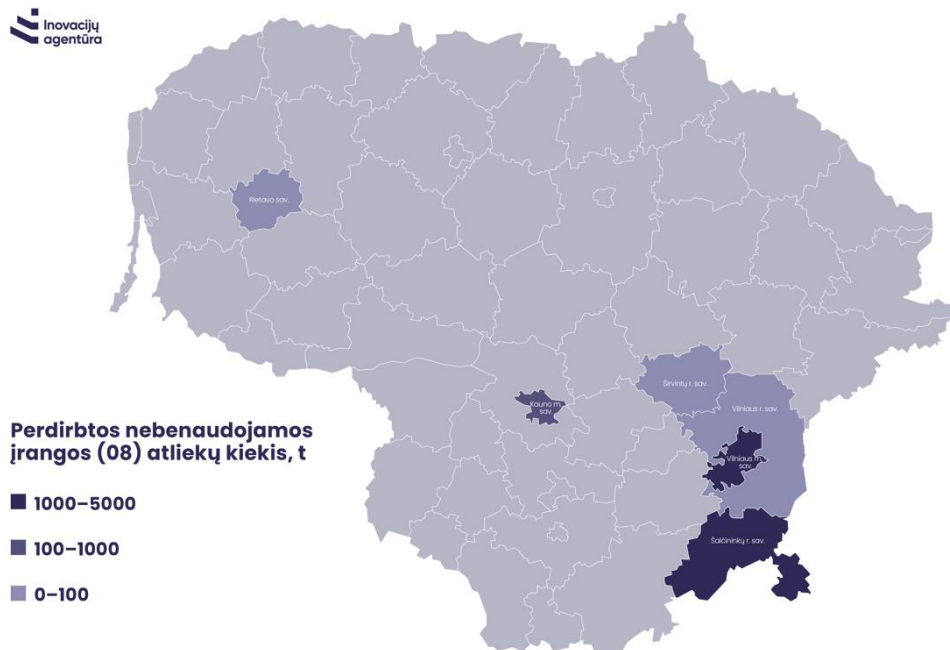 Inovacijų
agentūra
Rietavo sav.
Širvintų r. sav.
Kauno m.
sav.
Vilniaus r. sav.
Vilniaus m.
sav.
Šalčininkų r. sav.
Perdirbtos nebenaudojamos
įrangos (08) atliekų kiekis, t
1000–5000
100–1000
0–100